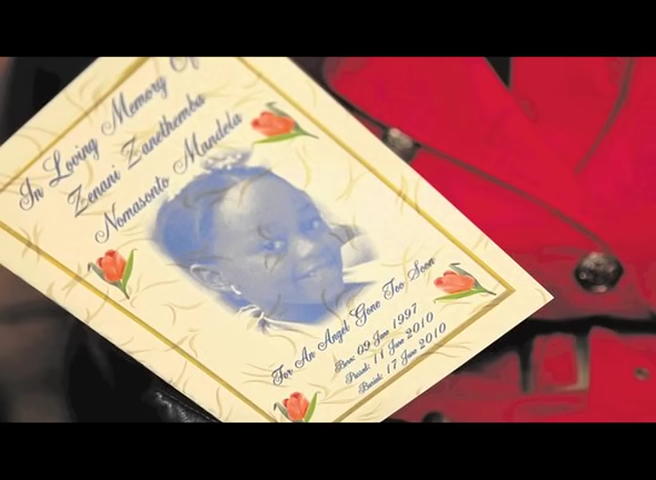 In Loving Memory Of
Zenani Zanethemba
Nomasonto Mandela
For An Angel Gone Too Soon
Born: 09 June 1997
Passed: 11 June 2010
Buried: 17 June 2010